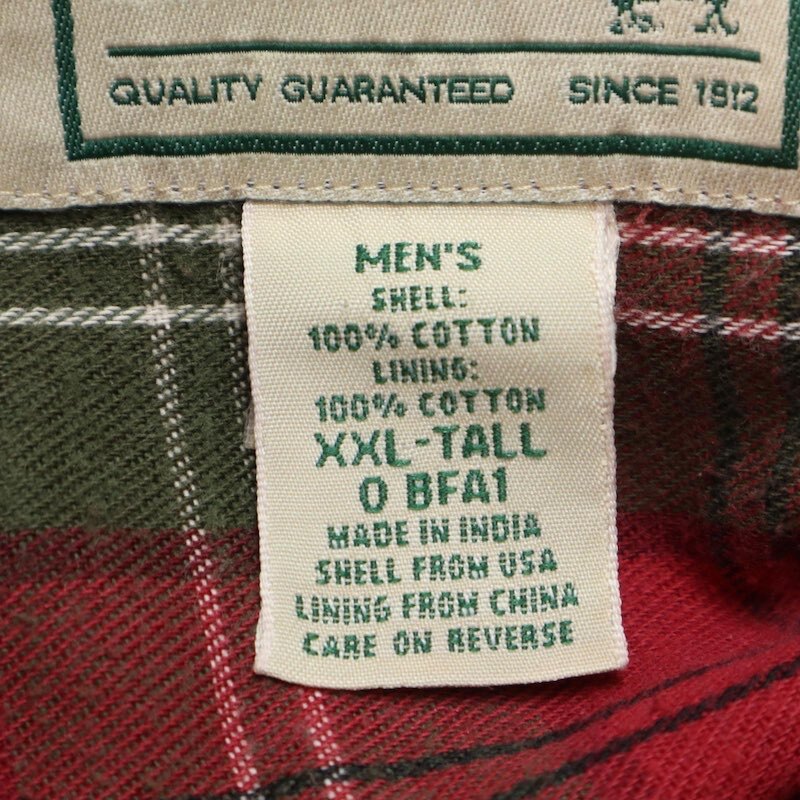 QUALITY GUARANTEED SINCE 1912
MEN'S
SHELL:
100% COTTON
LINING:
100% COTTON
XXL-TALL
0 BFA1
MADE IN INDIA
SHELL FROM USA
LINING FROM CHINA
CARE ON REVERSE